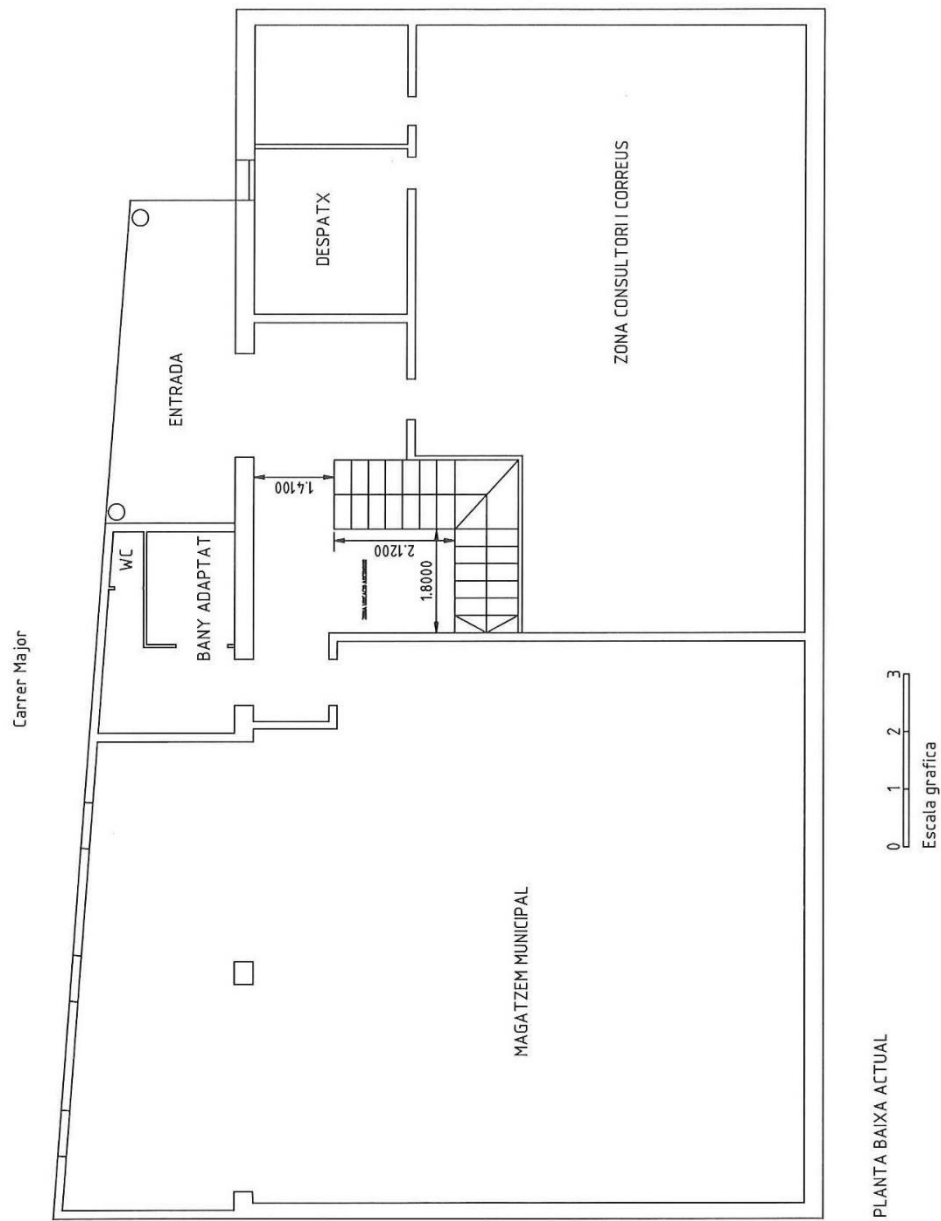 Carrer Major
WC
BANY ADAPTAT
ENTRADA
DESPATX
1.4100
2.1200
1.8000
ZONA CONSULTORI I CORREUS
MAGATZEM MUNICIPAL
PLANTA BAIXA ACTUAL
0 1 2 3
Escala grafica